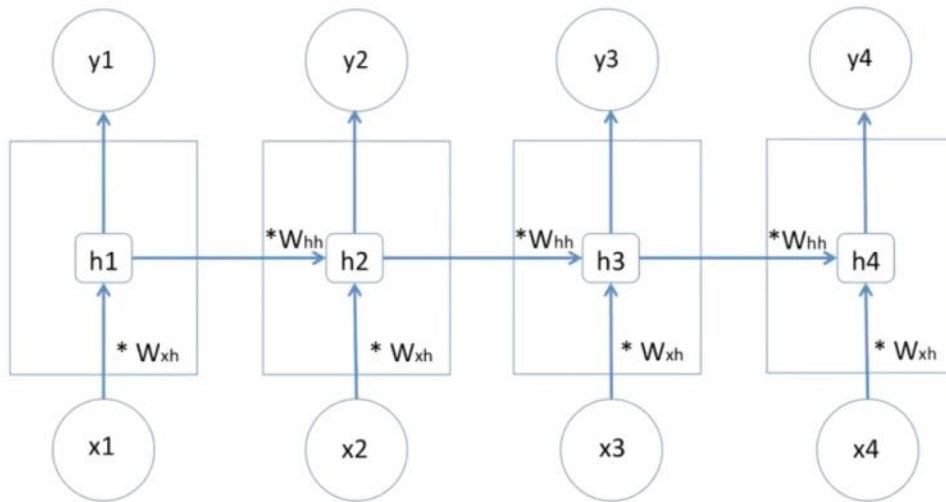 y1 y2 y3 y4
*Whh *Whh *Whh
h1 h2 h3 h4
* Wxh * Wxh * Wxh * Wxh
x1 x2 x3 x4